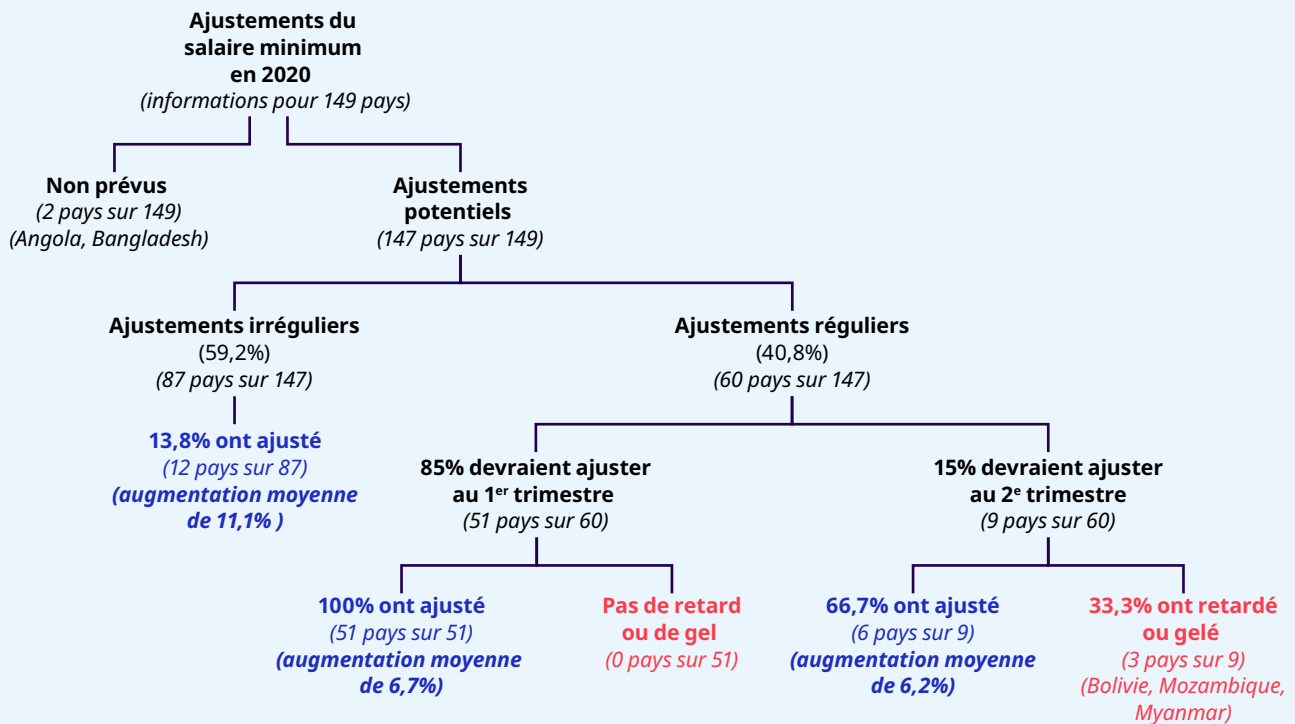 Ajustements du
salaire minimum
en 2020
(informations pour 149 pays)
Non prévus
(2 pays sur 149)
(Angola, Bangladesh)
Ajustements
potentiels
(147 pays sur 149)
Ajustements irréguliers
(59,2%)
(87 pays sur 147)
Ajustements réguliers
(40,8%)
(60 pays sur 147)
13,8% ont ajusté
(12 pays sur 87)
(augmentation moyenne
de 11,1% )
85% devraient ajuster
au 1er trimestre
(51 pays sur 60)
15% devraient ajuster
au 2e trimestre
(9 pays sur 60)
100% ont ajusté
(51 pays sur 51)
(augmentation moyenne
de 6,7%)
Pas de retard
ou de gel
(0 pays sur 51)
66,7% ont ajusté
(6 pays sur 9)
(augmentation moyenne
de 6,2%)
33,3% ont retardé
ou gelé
(3 pays sur 9)
(Bolivie, Mozambique,
Myanmar)